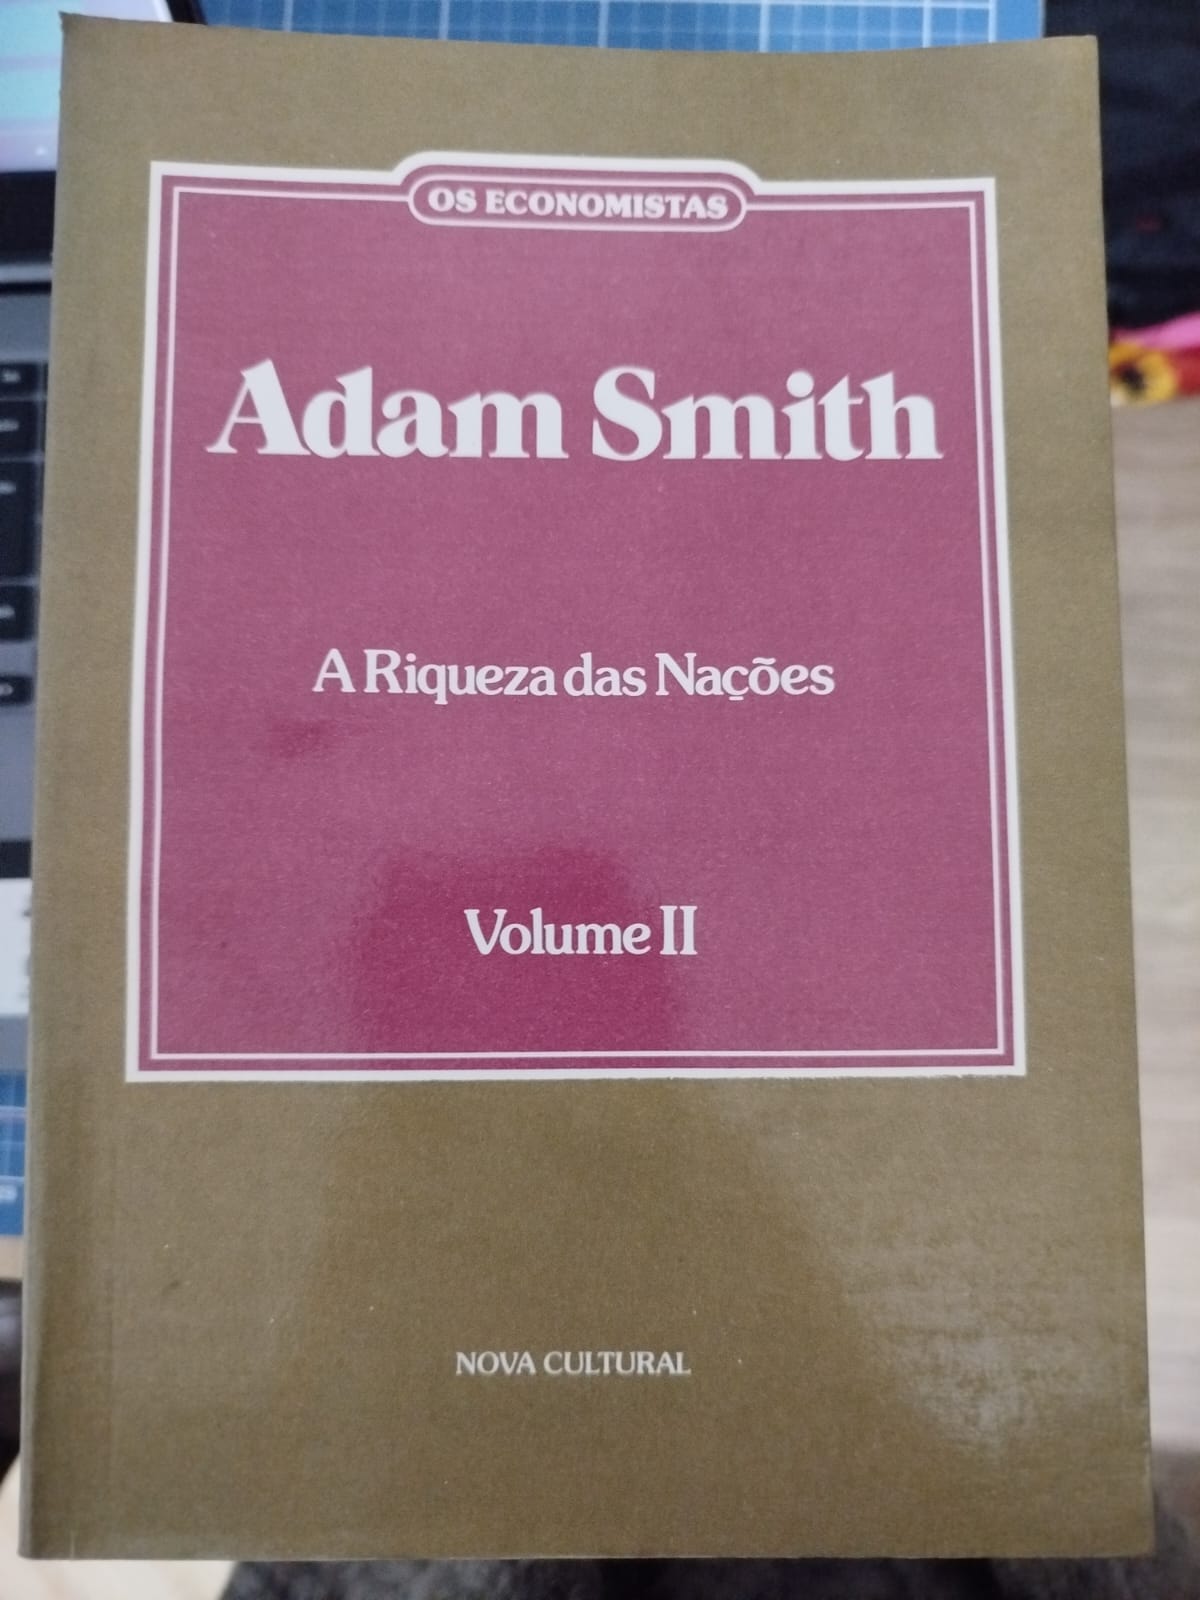 OS ECONOMISTAS
Adam Smith
A Riqueza das Nações
Volume II
NOVA CULTURAL